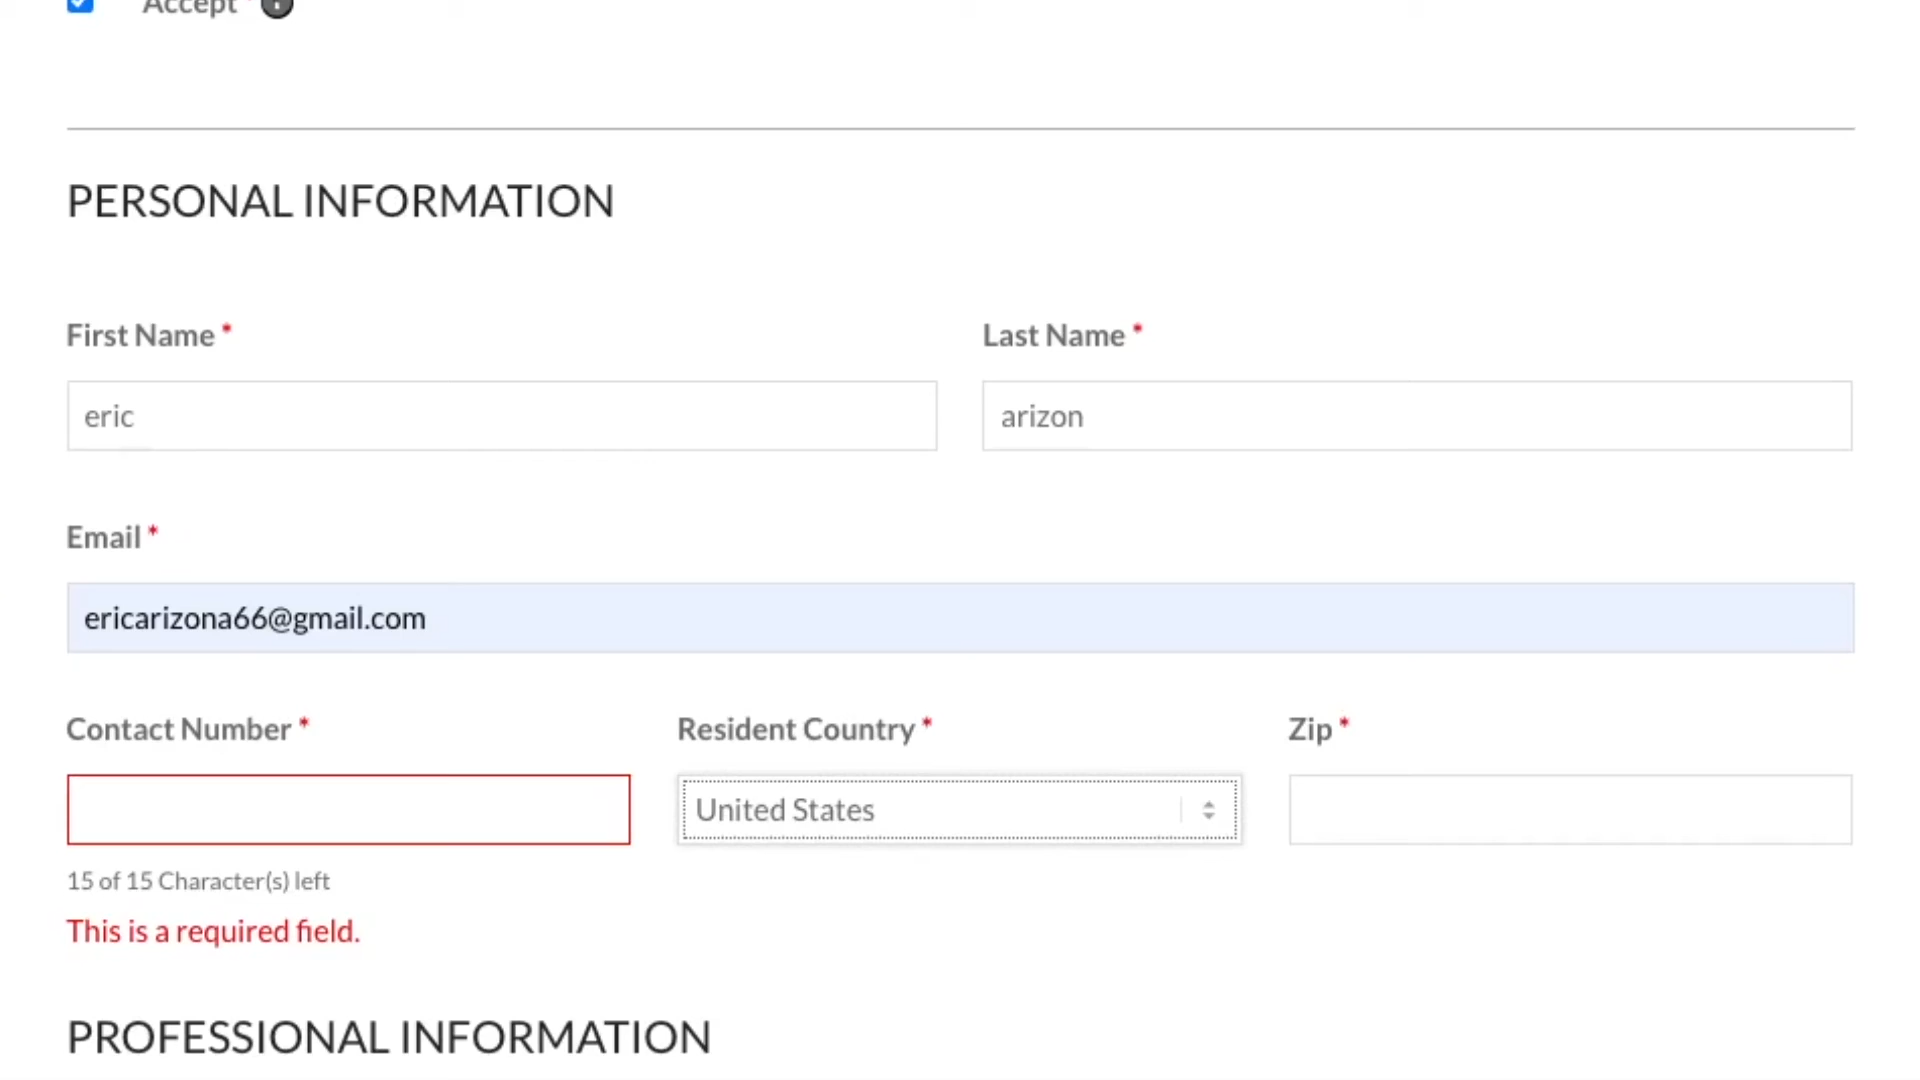 Accept *
PERSONAL INFORMATION
First Name *
Last Name *
eric
arizon
Email *
ericarizona66@gmail.com
Contact Number *
Resident Country *
Zip *
United States
15 of 15 Character(s) left
This is a required field.
PROFESSIONAL INFORMATION